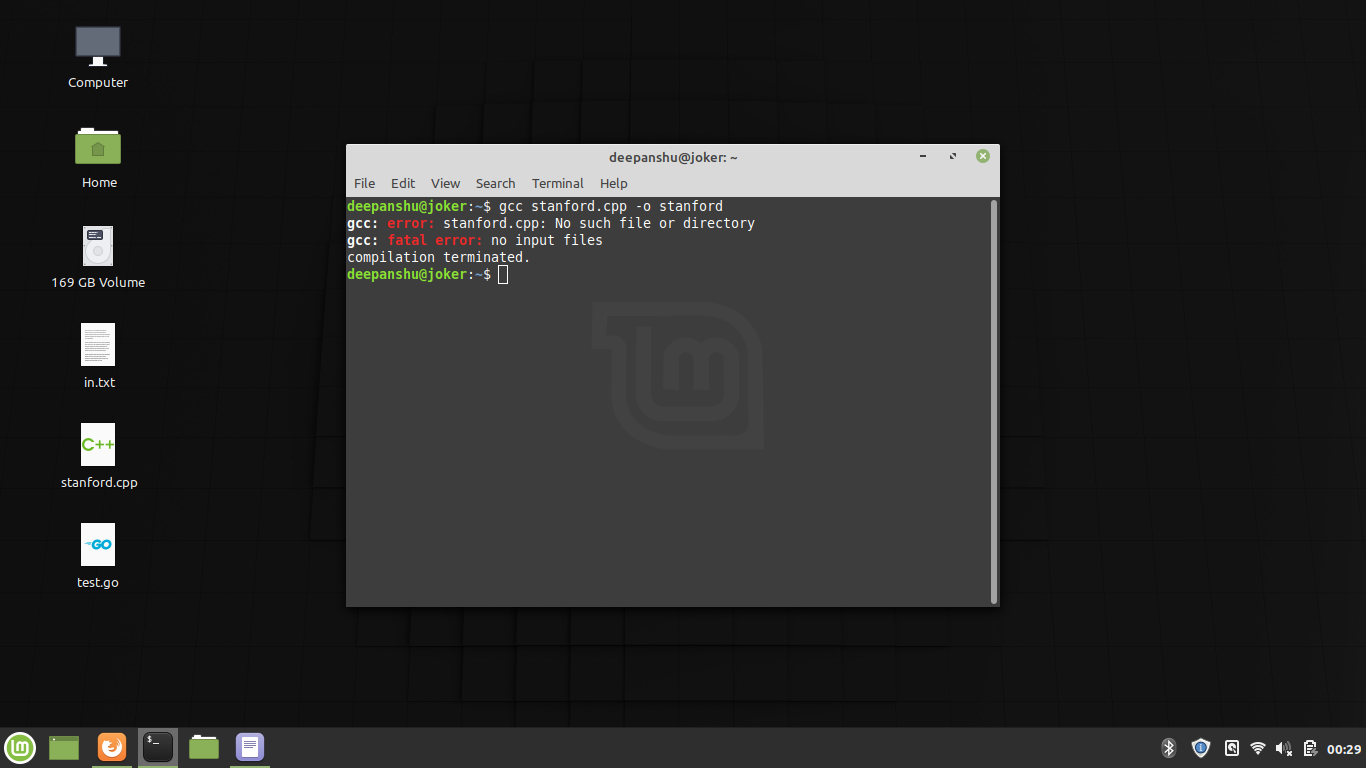 Computer
Home
169 GB Volume
in.txt
C++
stanford.cpp
GO
test.go
deepanshu@joker: ~
File Edit View Search Terminal Help
deepanshu@joker:~$ gcc stanford.cpp -o stanford
gcc: error: stanford.cpp: No such file or directory
gcc: fatal error: no input files
compilation terminated.
deepanshu@joker:~$
$_
00:29